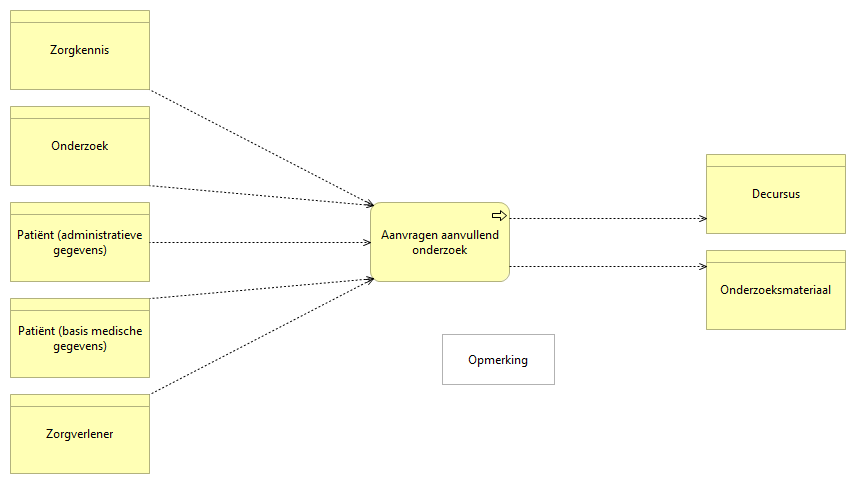 Zorgkennis
Onderzoek
Patiënt (administratieve
gegevens)
Patiënt (basis medische
gegevens)
Zorgverlener
Aanvragen aanvullend
onderzoek
Opmerking
Decursus
Onderzoeksmateriaal